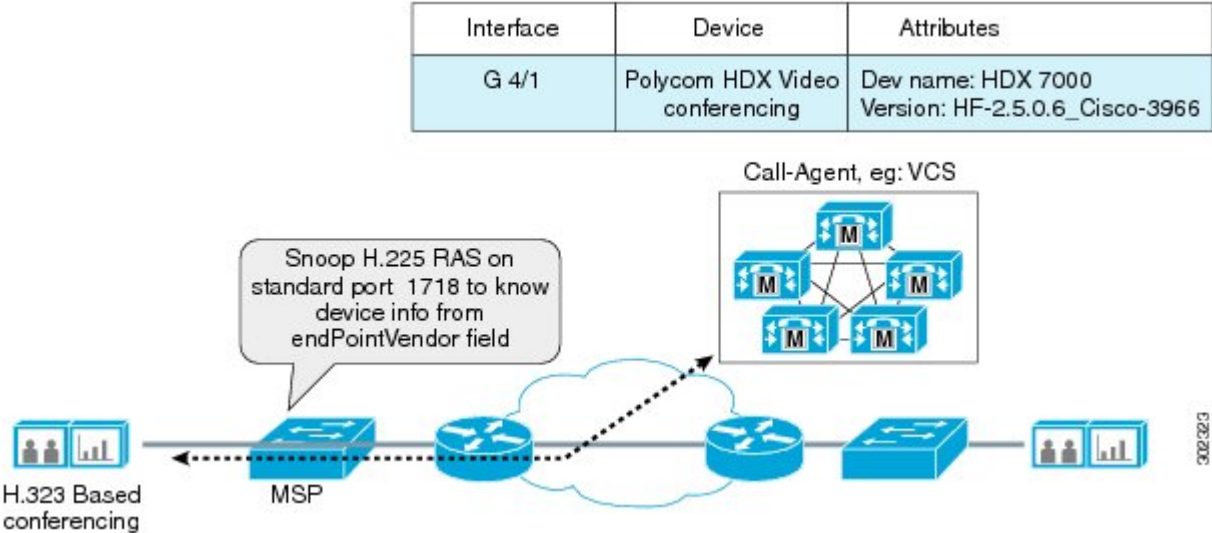 Interface Device Attributes
G 4/1 Polycom HDX Video conferencing Dev name: HDX 7000
Version: HF-2.5.0.6_Cisco-3966
Call-Agent, eg: VCS
M
M
M
M
M
Snoop H.225 RAS on
standard port 1718 to know
device info from
endPointVendor field
H.323 Based
conferencing
MSP
302323